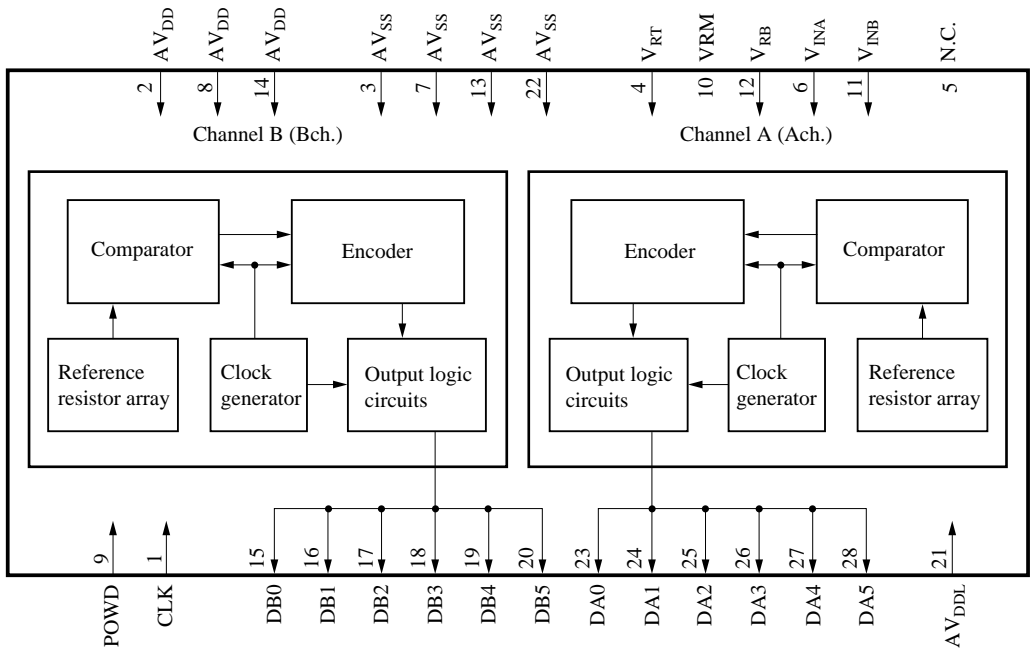 AVDD
AVDD
AVDD
AVSS
AVSS
AVSS
AVSS
VRT
VRM
VRB
VINA
VINB
N.C.
2
8
14
3
7
13
22
4
10
12
6
11
5
Channel B (Bch.)
Channel A (Ach.)
Comparator
Encoder
Encoder
Comparator
Reference
resistor array
Clock
generator
Output logic
circuits
Output logic
circuits
Clock
generator
Reference
resistor array
9
1
15
16
17
18
19
20
23
24
25
26
27
28
21
POWD
CLK
DB0
DB1
DB2
DB3
DB4
DB5
DA0
DA1
DA2
DA3
DA4
DA5
AVDDL